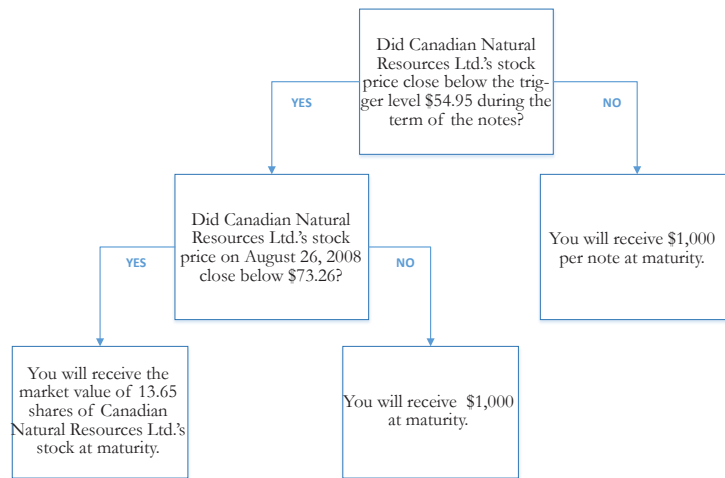 Did Canadian Natural
Resources Ltd.'s stock
price close below the trig-
ger level $54.95 during the
term of the notes?
YES
NO
Did Canadian Natural
Resources Ltd.'s stock
price on August 26, 2008
close below $73.26?
You will receive $1,000
per note at maturity.
YES
NO
You will receive the
market value of 13.65
shares of Canadian
Natural Resources Ltd.'s
stock at maturity.
You will receive $1,000
at maturity.